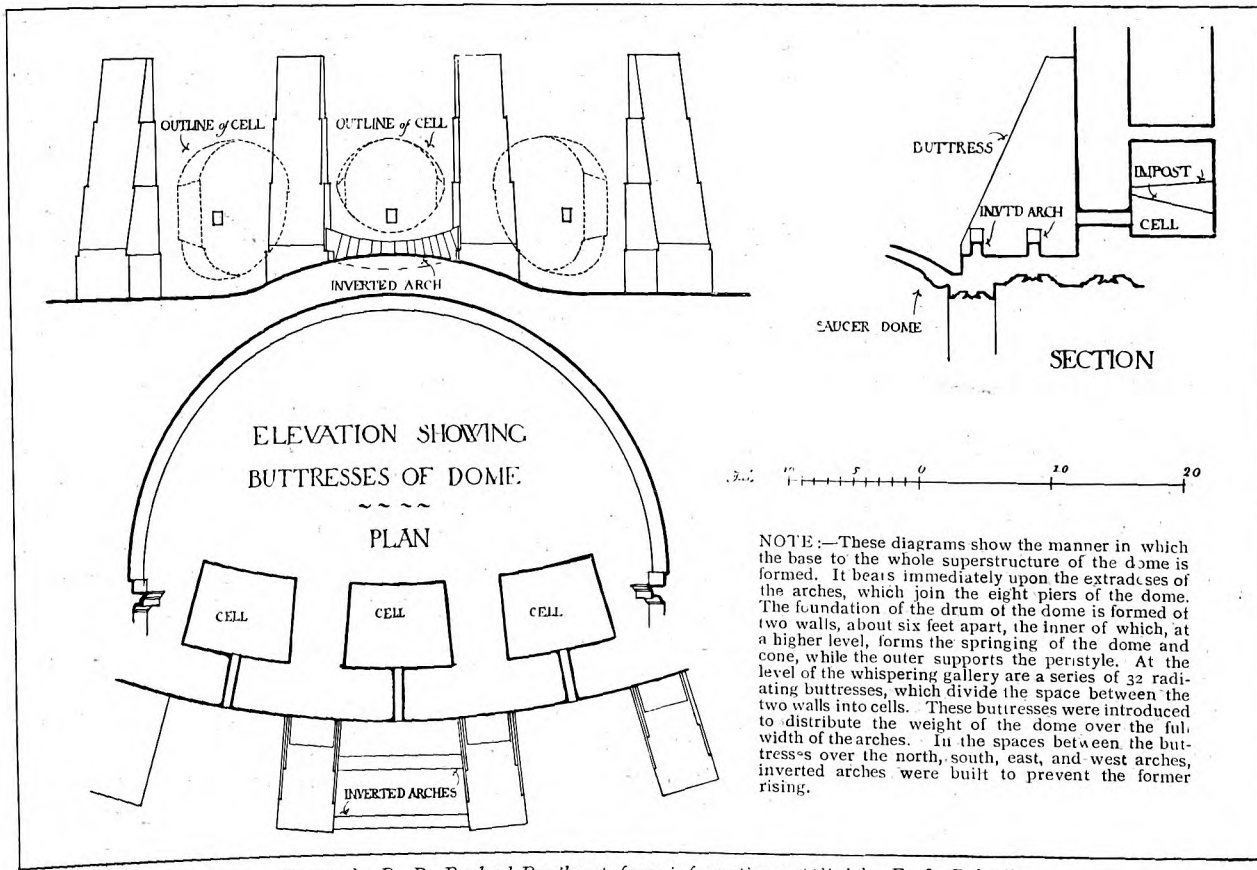 OUTLINE of CELL
OUTLINE of CELL
INVERTED ARCH
BUTTRESS
IMPOST
INVTD ARCH
CELL
SAUCER DOME
SECTION
ELEVATION SHOWING
BUTTRESSES OF DOME
PLAN
CELL
CELL
CELL
INVERTED ARCHES
10 5 0 10 20
NOTE:—These diagrams show the manner in which
the base to the whole superstructure of the dome is
formed. It bears immediately upon the extradoses of
the arches, which join the eight piers of the dome.
The foundation of the drum of the dome is formed of
two walls, about six feet apart, the inner of which, at
a higher level, forms the springing of the dome and
cone, while the outer supports the peristyle. At the
level of the whispering gallery are a series of 32 radi-
ating buttresses, which divide the space between the
two walls into cells. These buttresses were introduced
to distribute the weight of the dome over the full
width of the arches. In the spaces between the but-
tresses over the north, south, east, and west arches,
inverted arches were built to prevent the former
rising.